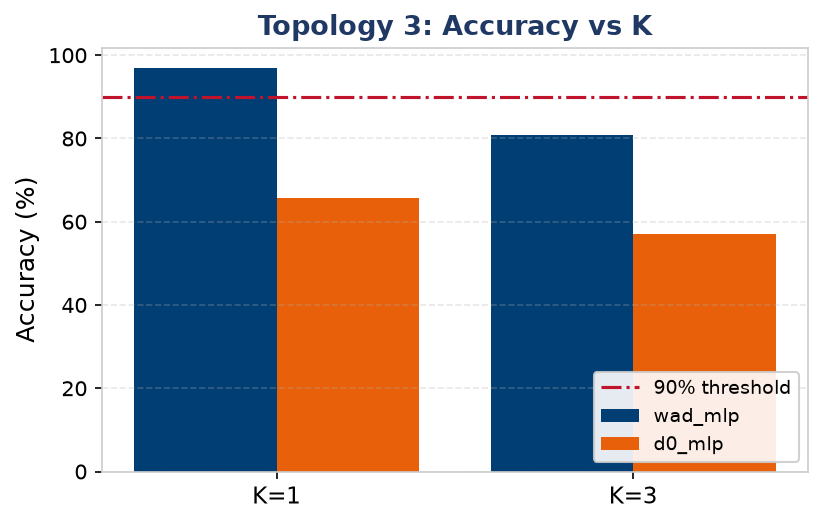 Topology 3: Accuracy vs K
Accuracy (%)
100
80
60
40
20
0
K=1
K=3
90% threshold
wad_mlp
d0_mlp